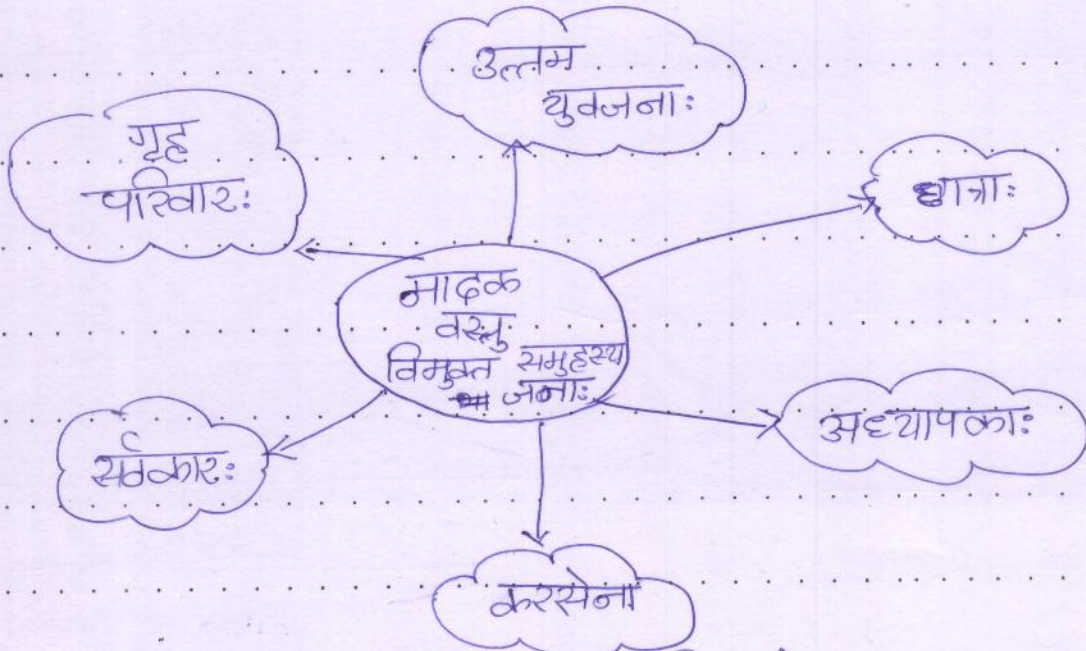 उत्तम
युवजनाः
गृह
परिवारः
छात्राः
मादक
वस्तु
विमुक्त समुहस्य
जनाः
अध्यापकाः
सर्वकारः
करसेना